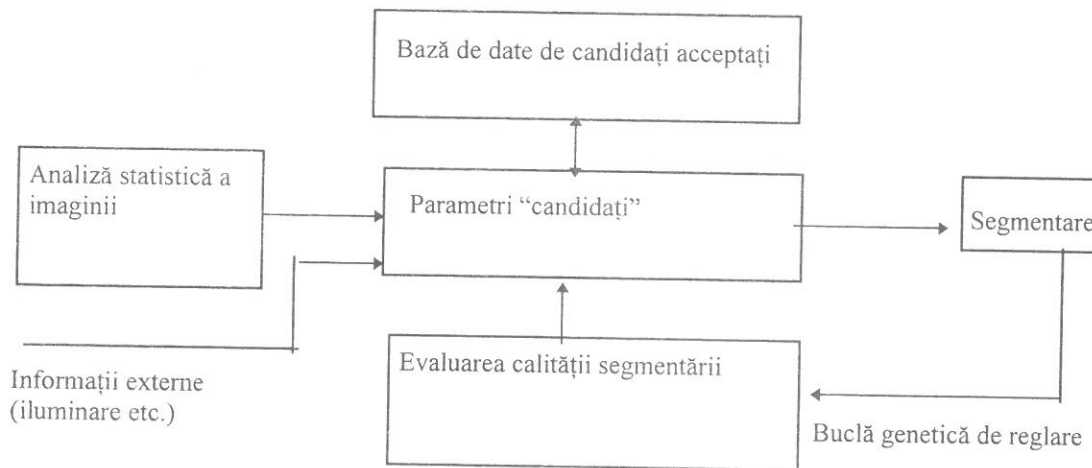 Bază de date de candidați acceptați
Analiză statistică a
imaginii
Parametri “candidați”
Segmentare
Informații externe
(iluminare etc.)
Evaluarea calității segmentării
Buclă genetică de reglare